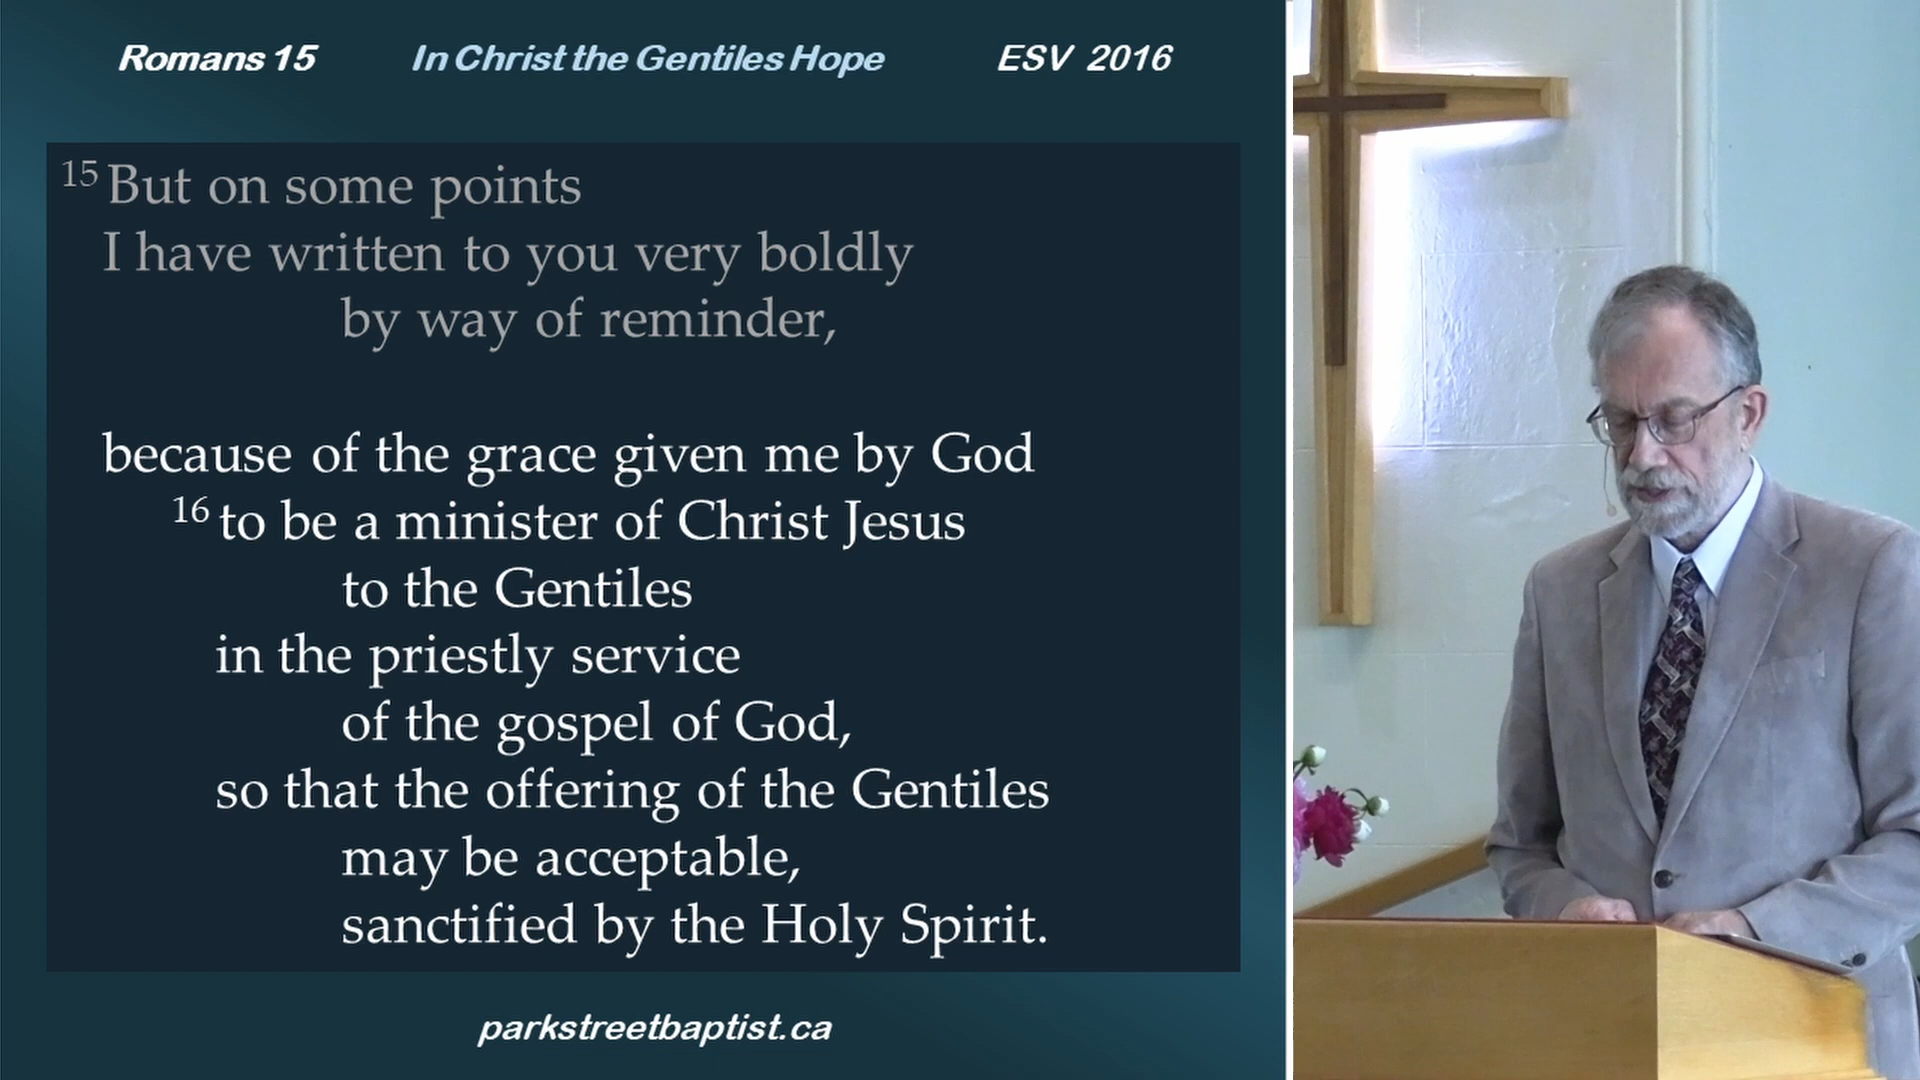 Romans 15 In Christ the Gentiles Hope ESV 2016
15 But on some points
I have written to you very boldly
by way of reminder,
because of the grace given me by God
16 to be a minister of Christ Jesus
to the Gentiles
in the priestly service
of the gospel of God,
so that the offering of the Gentiles
may be acceptable,
sanctified by the Holy Spirit.
parkstreetbaptist.ca